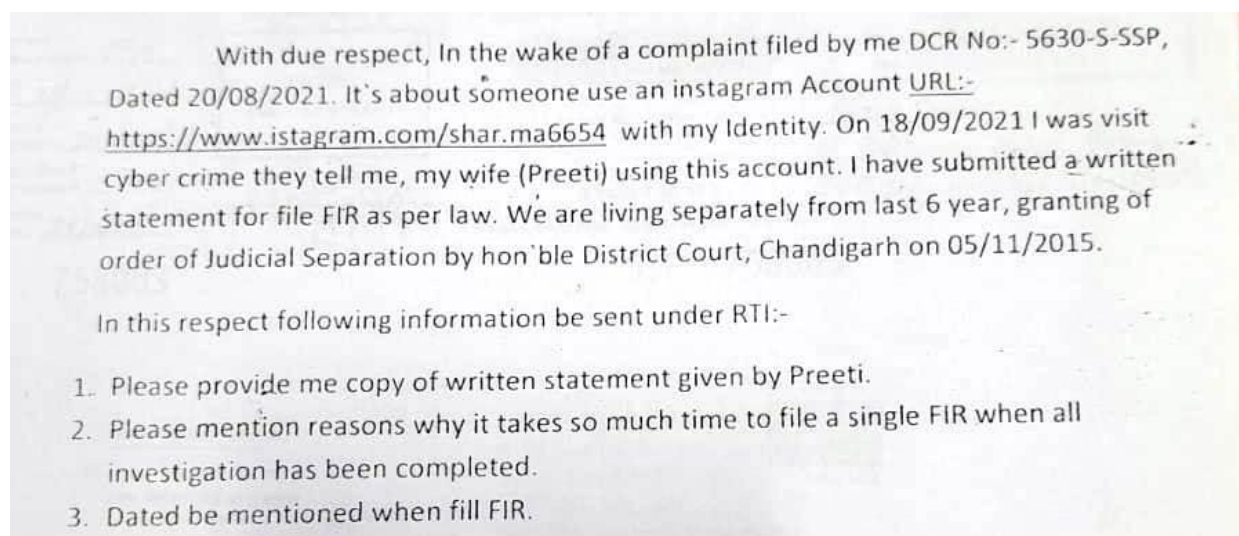 With due respect, In the wake of a complaint filed by me DCR No:- 5630-S-SSP,
Dated 20/08/2021. It`s about someone use an instagram Account URL:-
https://www.istagram.com/shar.ma6654 with my Identity. On 18/09/2021 I was visit
cyber crime they tell me, my wife (Preeti) using this account. I have submitted a written
statement for file FIR as per law. We are living separately from last 6 year, granting of
order of Judicial Separation by hon`ble District Court, Chandigarh on 05/11/2015.
In this respect following information be sent under RTI:-
1. Please provide me copy of written statement given by Preeti.
2. Please mention reasons why it takes so much time to file a single FIR when all
investigation has been completed.
3. Dated be mentioned when fill FIR.